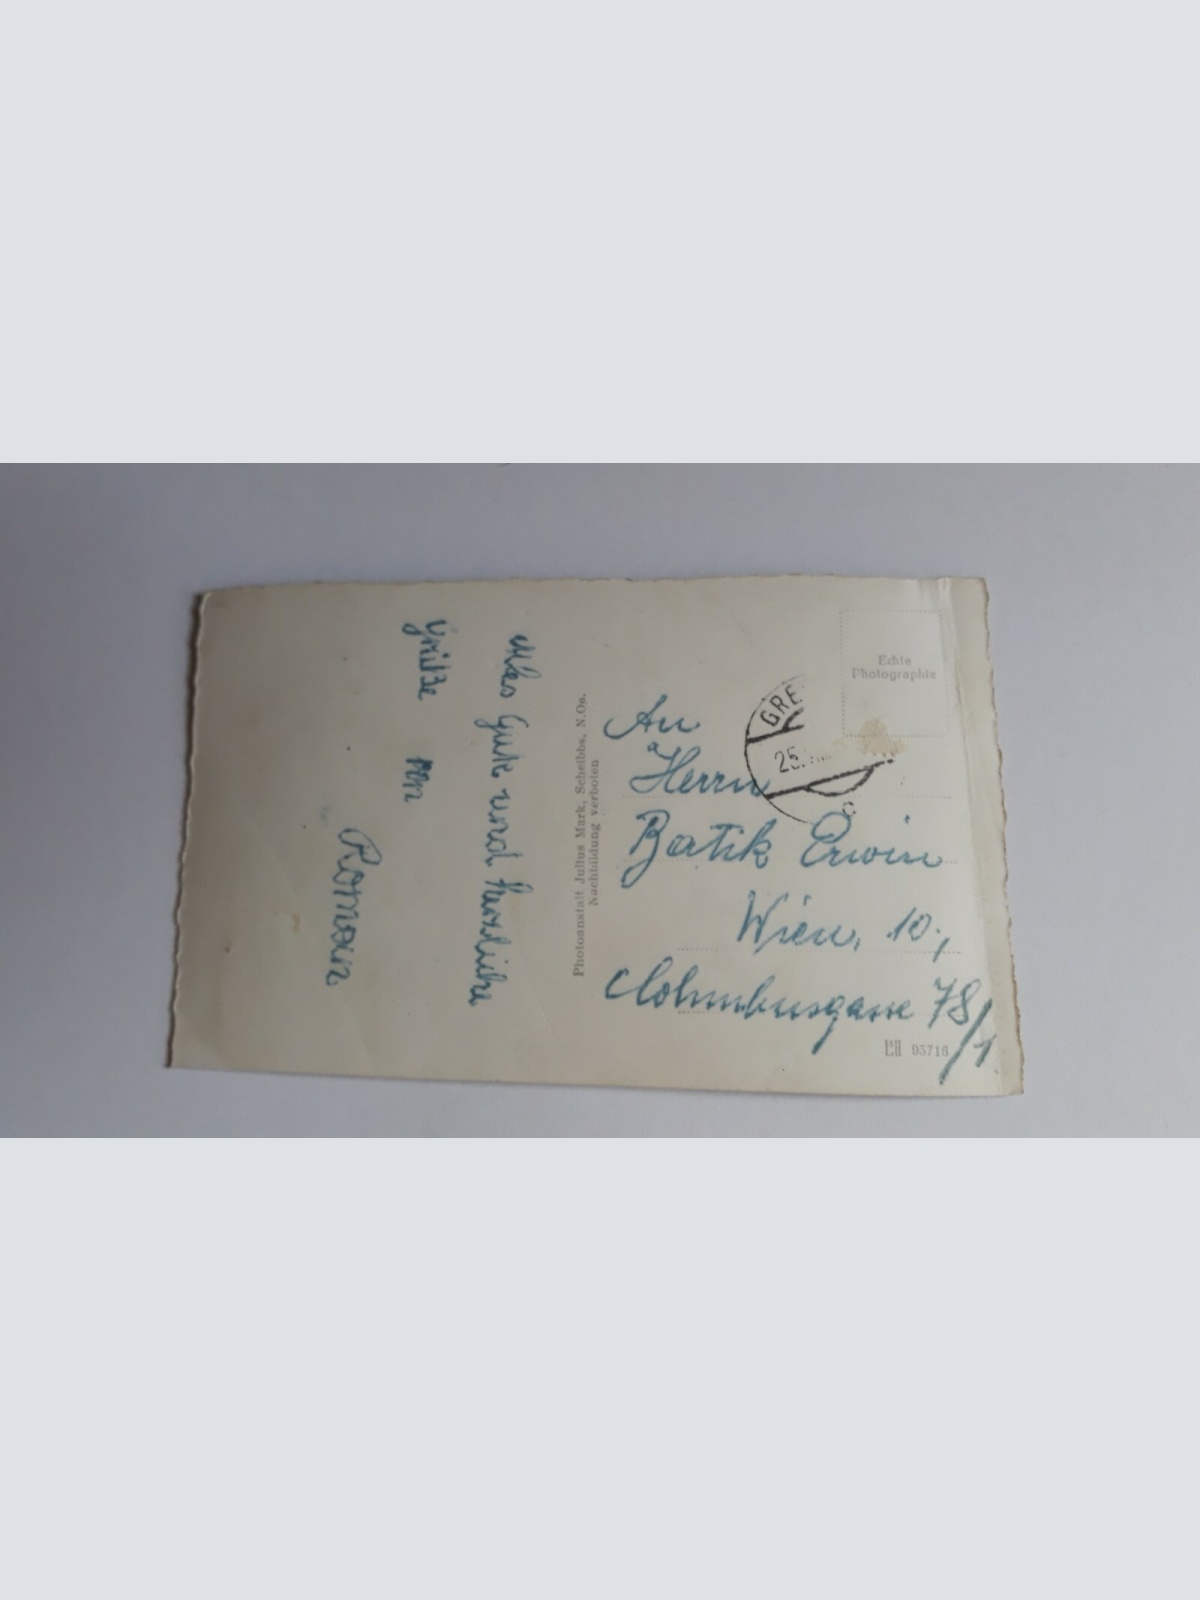 Alles Gute und herzliche
Grüße von
Roman
Photoanstalt Julius Mark, Scheibbs, N.Oe.
Nachbildung verboten
Echte
Photographie
GRE
25.
c
An
Herrn
Batik Erwin
Wien, 10.,
Columbusgasse 78/1
LH 95716